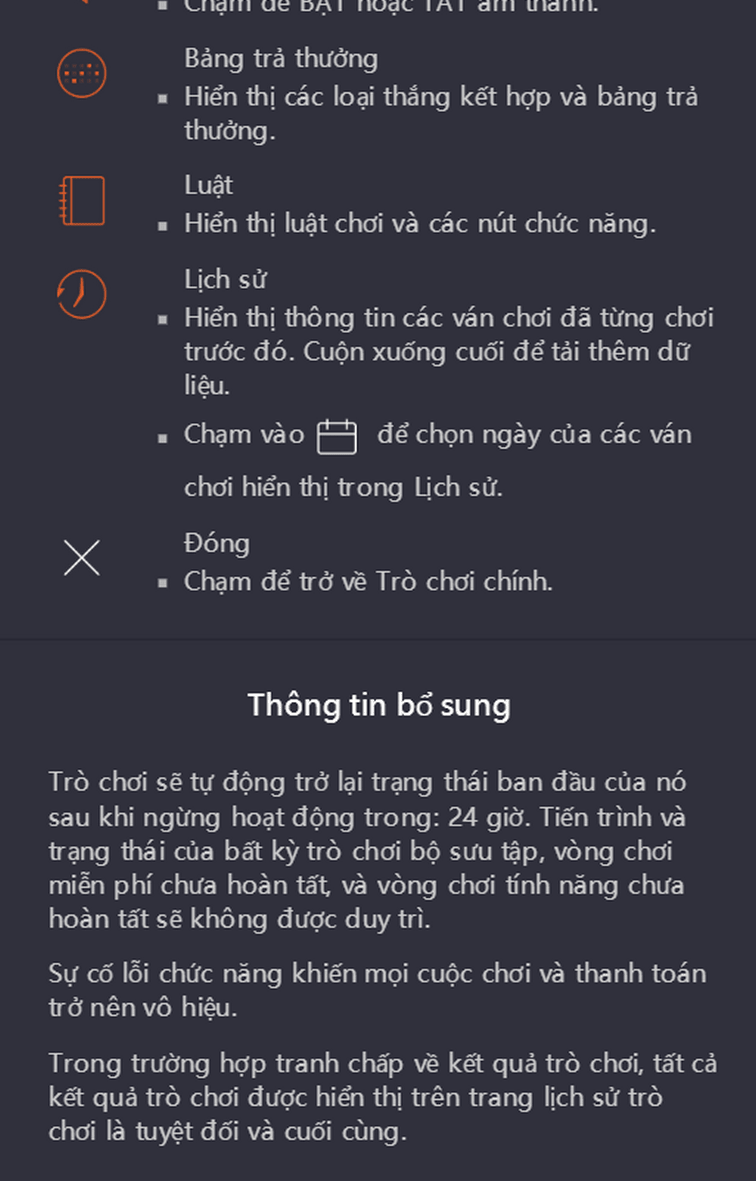 ▪ Chạm để BẬT hoặc TẮT âm thanh.
Bảng trả thưởng
▪ Hiển thị các loại thắng kết hợp và bảng trả
thưởng.
Luật
▪ Hiển thị luật chơi và các nút chức năng.
Lịch sử
▪ Hiển thị thông tin các ván chơi đã từng chơi
trước đó. Cuộn xuống cuối để tải thêm dữ
liệu.
▪ Chạm vào để chọn ngày của các ván
chơi hiển thị trong Lịch sử.
Đóng
▪ Chạm để trở về Trò chơi chính.
Thông tin bổ sung
Trò chơi sẽ tự động trở lại trạng thái ban đầu của nó
sau khi ngừng hoạt động trong: 24 giờ. Tiến trình và
trạng thái của bất kỳ trò chơi bộ sưu tập, vòng chơi
miễn phí chưa hoàn tất, và vòng chơi tính năng chưa
hoàn tất sẽ không được duy trì.
Sự cố lỗi chức năng khiến mọi cuộc chơi và thanh toán
trở nên vô hiệu.
Trong trường hợp tranh chấp về kết quả trò chơi, tất cả
kết quả trò chơi được hiển thị trên trang lịch sử trò
chơi là tuyệt đối và cuối cùng.